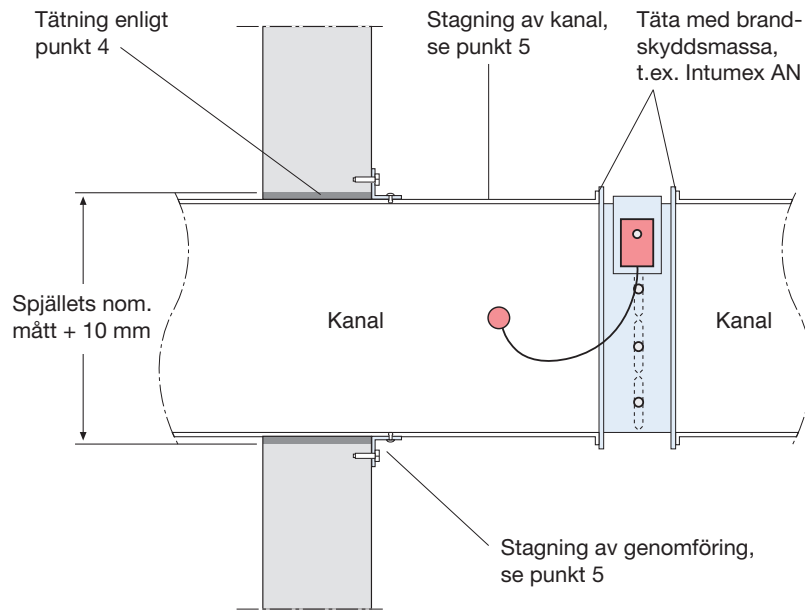 Tätning enligt
punkt 4
Stagning av kanal,
se punkt 5
Täta med brand-
skyddsmassa,
t.ex. Intumex AN
Spjällets nom.
mått + 10 mm
Kanal
Kanal
Stagning av genomföring,
se punkt 5